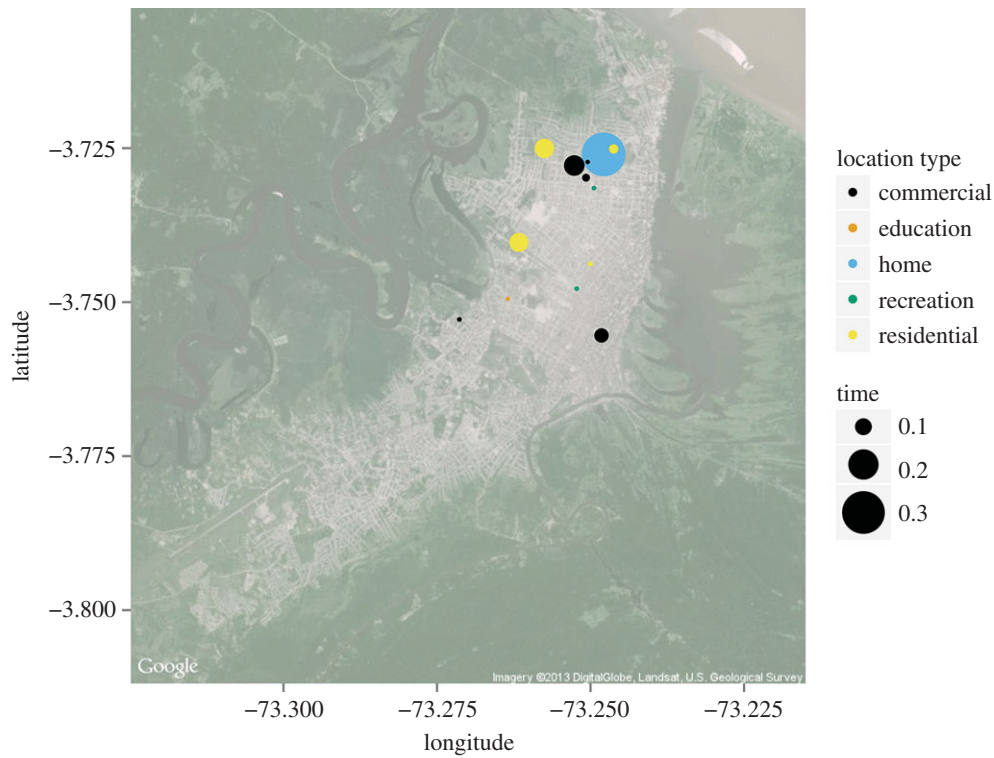 −3.725
−3.750
−3.775
−3.800
latitude
−73.300
−73.275
−73.250
−73.225
longitude
Google
Imagery ©2013 DigitalGlobe, Landsat, U.S. Geological Survey
location type
commercial
education
home
recreation
residential
time
0.1
0.2
0.3